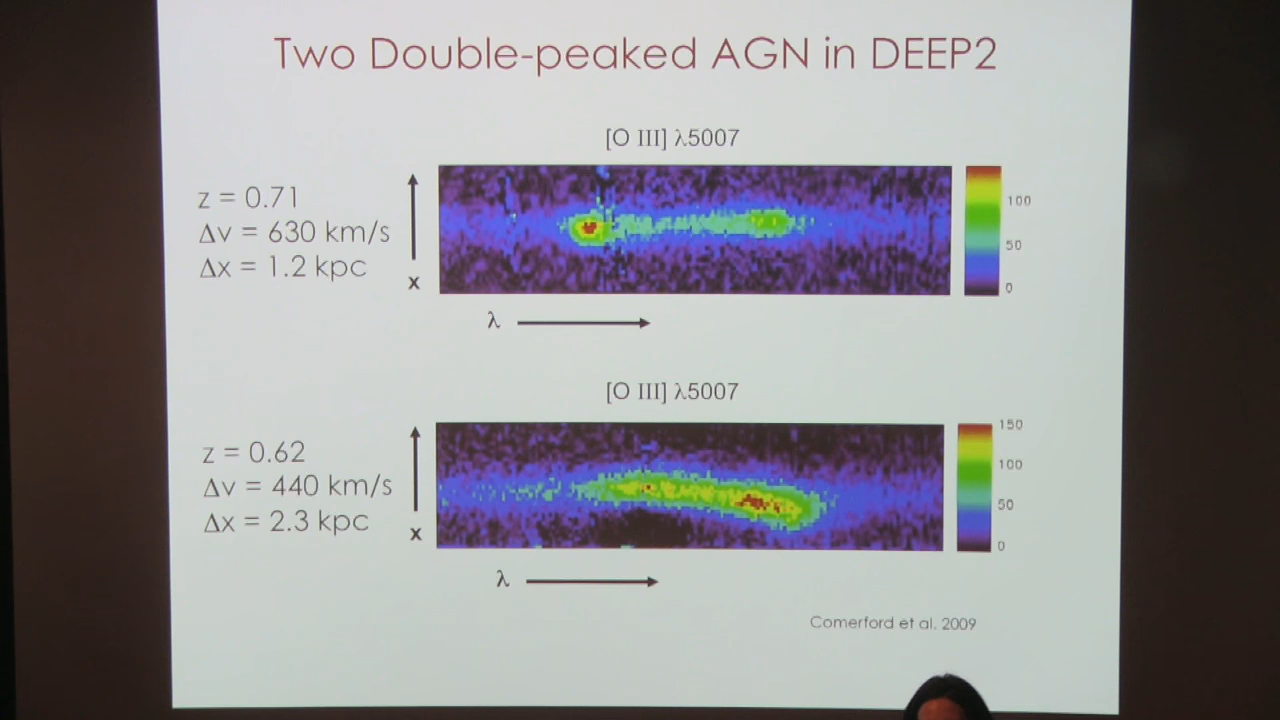 Two Double-peaked AGN in DEEP2
[O III] λ5007
z = 0.71
Δv = 630 km/s
Δx = 1.2 kpc
x
λ
100
50
0
[O III] λ5007
z = 0.62
Δv = 440 km/s
Δx = 2.3 kpc
x
λ
150
100
50
0
Comerford et al. 2009